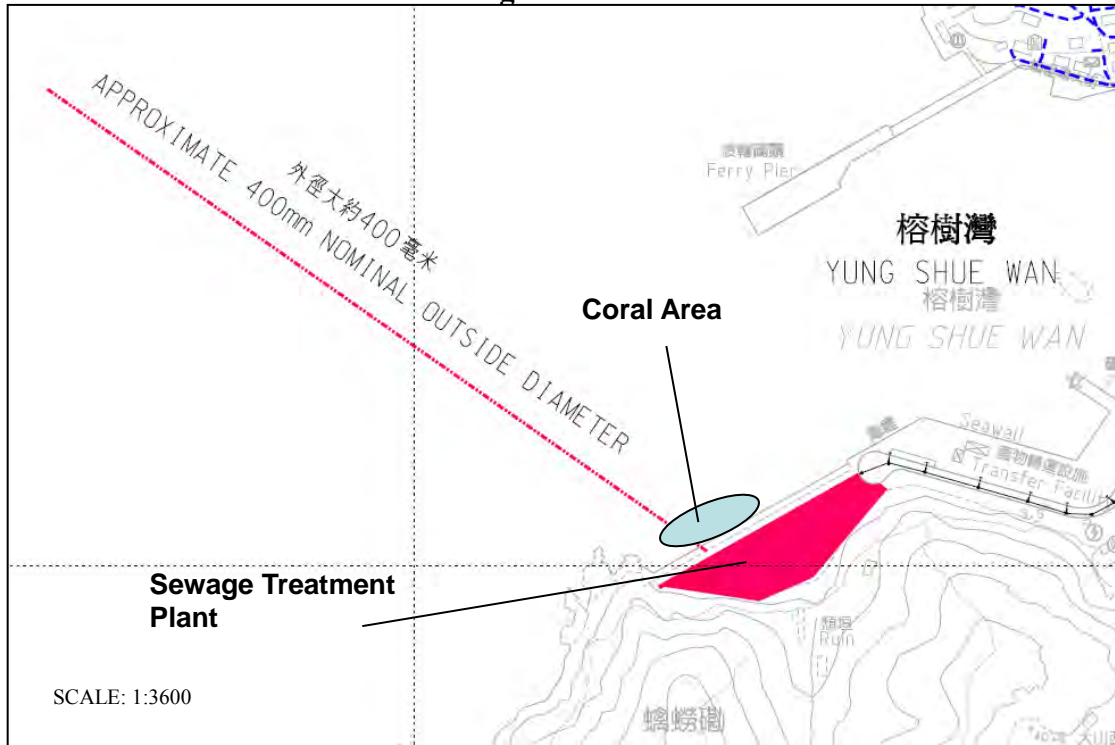 g
APPROXIMATE 400mm NOMINAL OUTSIDE DIAMETER
外徑大約400毫米
Ferry Pier
榕樹灣
YUNG SHUE WAN
榕樹灣
YUNG SHUE WAN
Coral Area
Seawall
Transfer Facili
Sewage Treatment
Plant
Ruin
SCALE: 1:3600